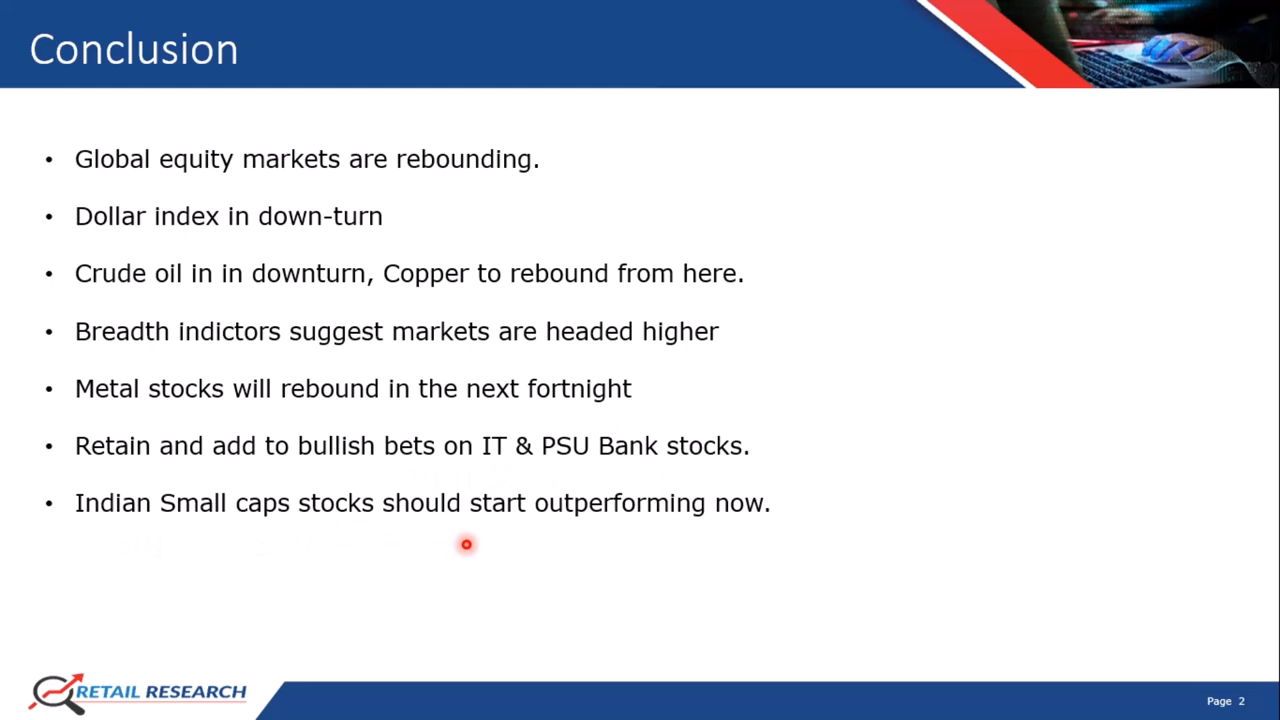 Conclusion
• Global equity markets are rebounding.
• Dollar index in down-turn
• Crude oil in in downturn, Copper to rebound from here.
• Breadth indictors suggest markets are headed higher
• Metal stocks will rebound in the next fortnight
• Retain and add to bullish bets on IT & PSU Bank stocks.
• Indian Small caps stocks should start outperforming now.
RETAIL RESEARCH
Page 2